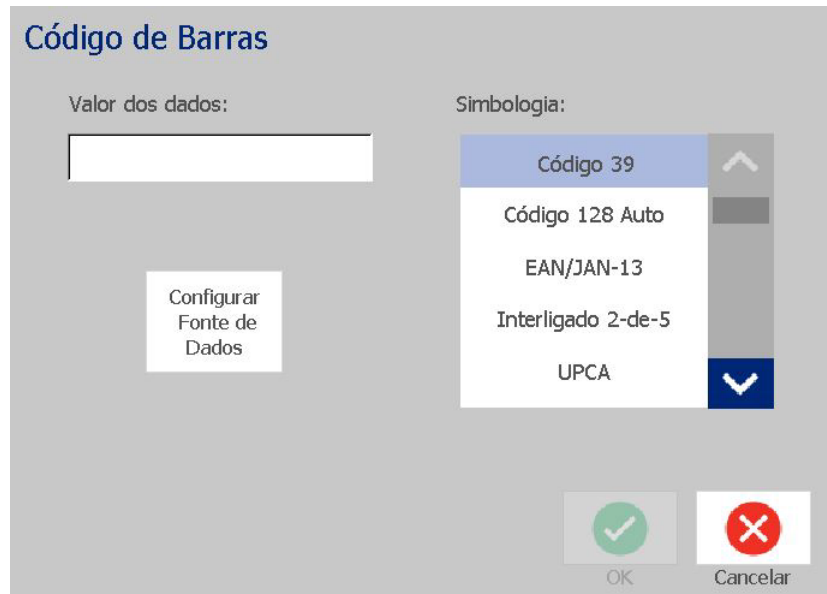 Código de Barras
Valor dos dados:
Simbologia:
Código 39
Código 128 Auto
EAN/JAN-13
Interligado 2-de-5
UPCA
Configurar
Fonte de
Dados
OK
Cancelar